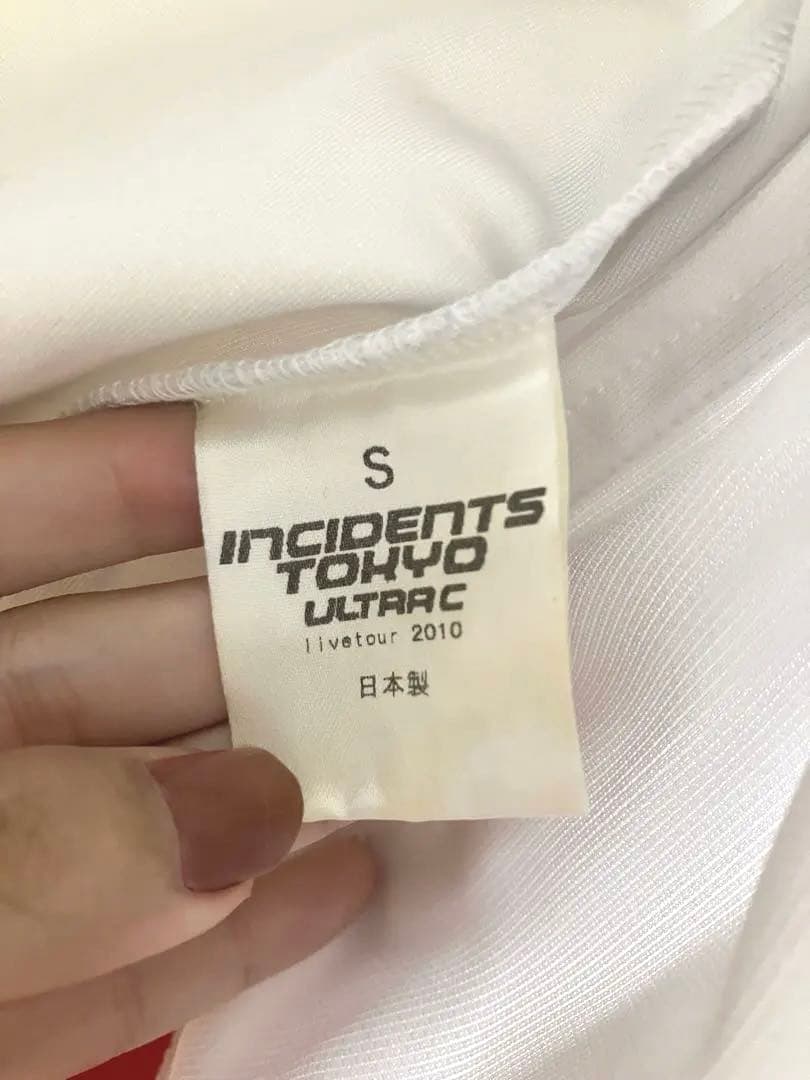 S
INCIDENTS
TOKYO
ULTRA C
livetour 2010
日本製